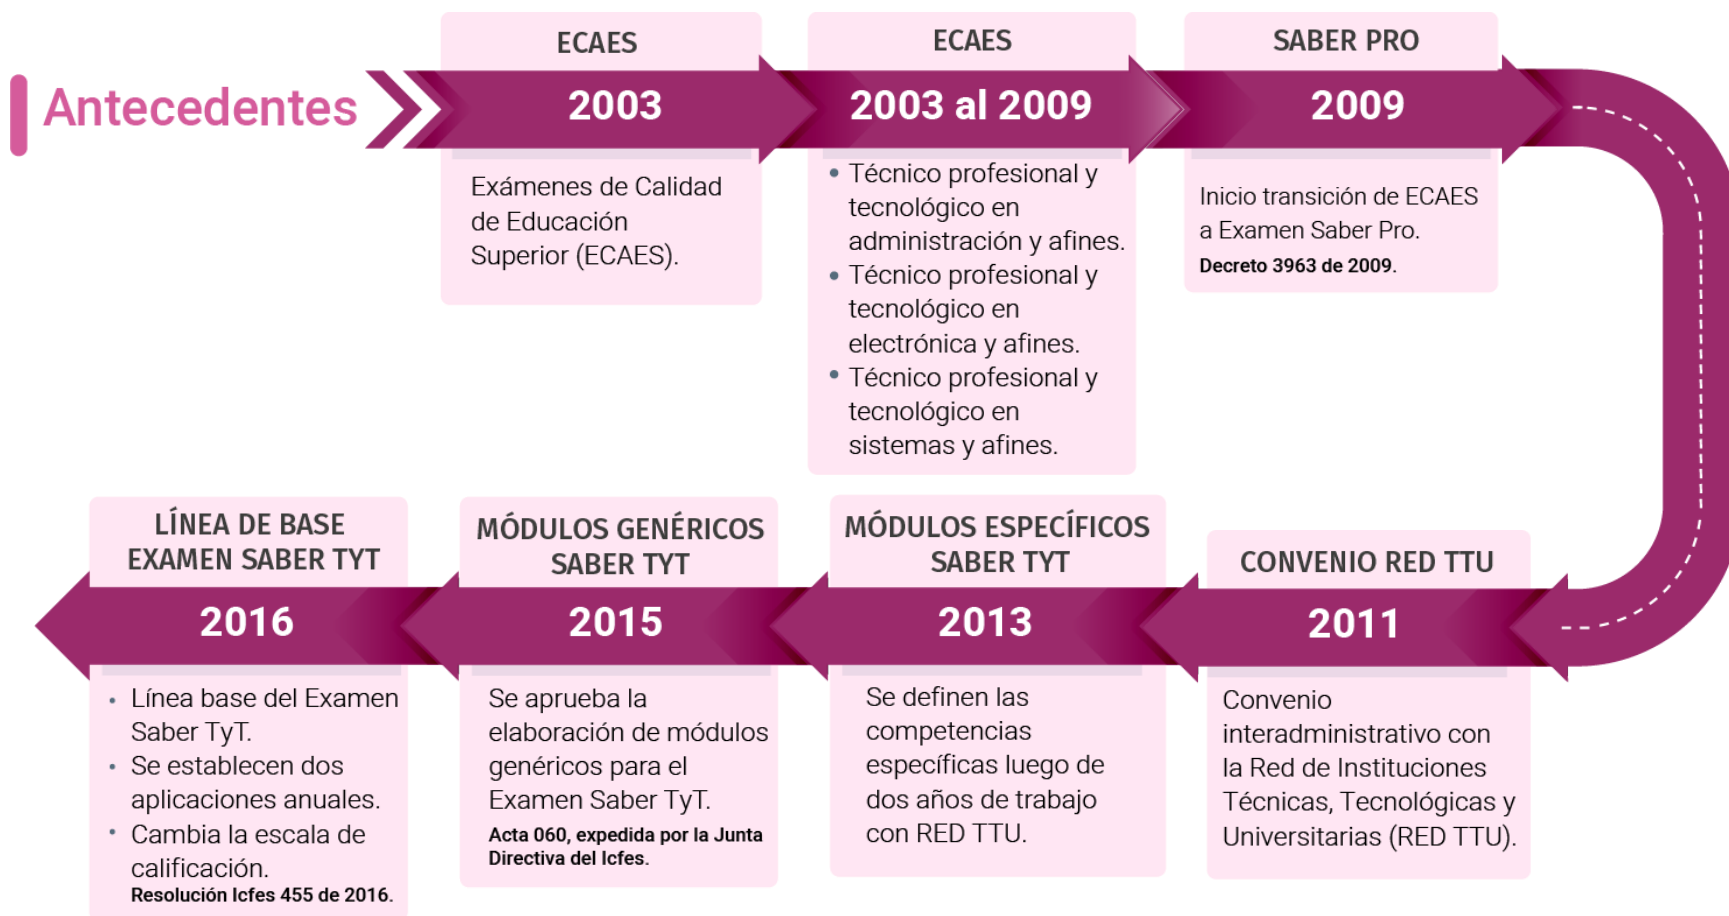 Antecedentes
ECAES
2003
Exámenes de Calidad
de Educación
Superior (ECAES).
ECAES
2003 al 2009
• Técnico profesional y
tecnológico en
administración y afines.
• Técnico profesional y
tecnológico en
electrónica y afines.
• Técnico profesional y
tecnológico en
sistemas y afines.
SABER PRO
2009
Inicio transición de ECAES
a Examen Saber Pro.
Decreto 3963 de 2009.
CONVENIO RED TTU
2011
Convenio
interadministrativo con
la Red de Instituciones
Técnicas, Tecnológicas y
Universitarias (RED TTU).
MÓDULOS ESPECÍFICOS
SABER TYT
2013
Se definen las
competencias
específicas luego de
dos años de trabajo
con RED TTU.
MÓDULOS GENÉRICOS
SABER TYT
2015
Se aprueba la
elaboración de módulos
genéricos para el
Examen Saber TyT.
Acta 060, expedida por la Junta
Directiva del Icfes.
LÍNEA DE BASE
EXAMEN SABER TYT
2016
• Línea base del Examen
Saber TyT.
• Se establecen dos
aplicaciones anuales.
• Cambia la escala de
calificación.
Resolución Icfes 455 de 2016.